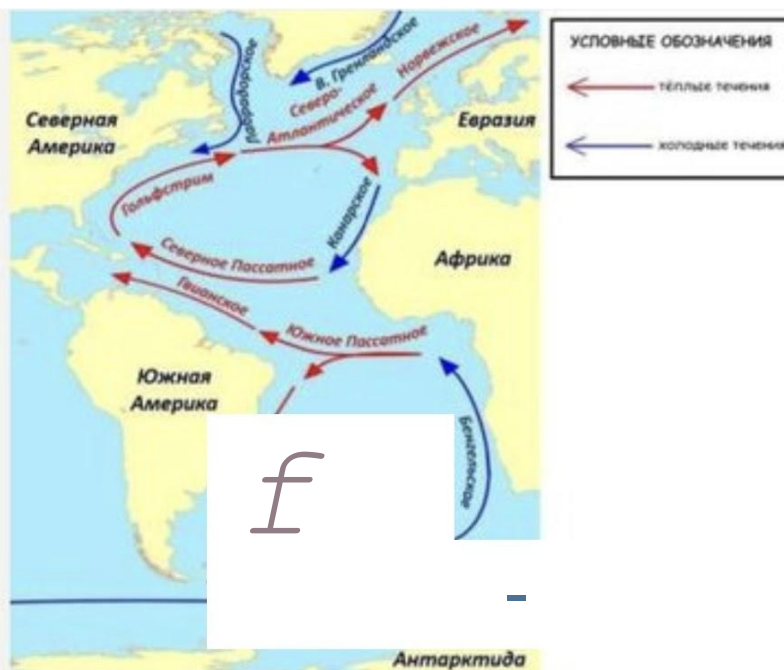 УСЛОВНЫЕ ОБОЗНАЧЕНИЯ
тёплые течения
холодные течения
Лабрадорское
В. Гренландское
Норвежское
Северо-
Атлантическое
Северная
Америка
Евразия
Гольфстрим
Канарское
Северное Пассатное
Африка
Гвианское
Южное Пассатное
Южная
Америка
Бенгельское
f
-
Антарктида